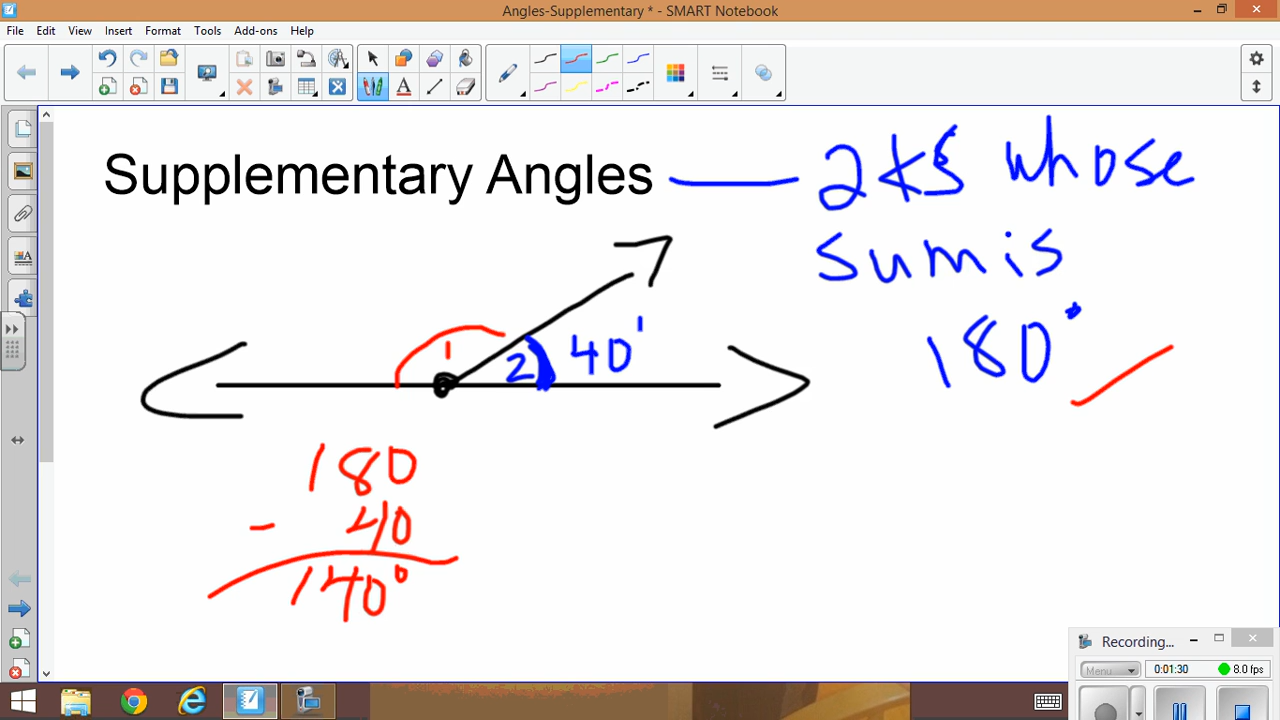 Angles-Supplementary * - SMART Notebook
File Edit View Insert Format Tools Add-ons Help
Supplementary Angles — 2 ∡s whose
sum is
180°
1 2 40'
180
- 40
140°
Recording...
Menu 0:01:30 8.0 fps